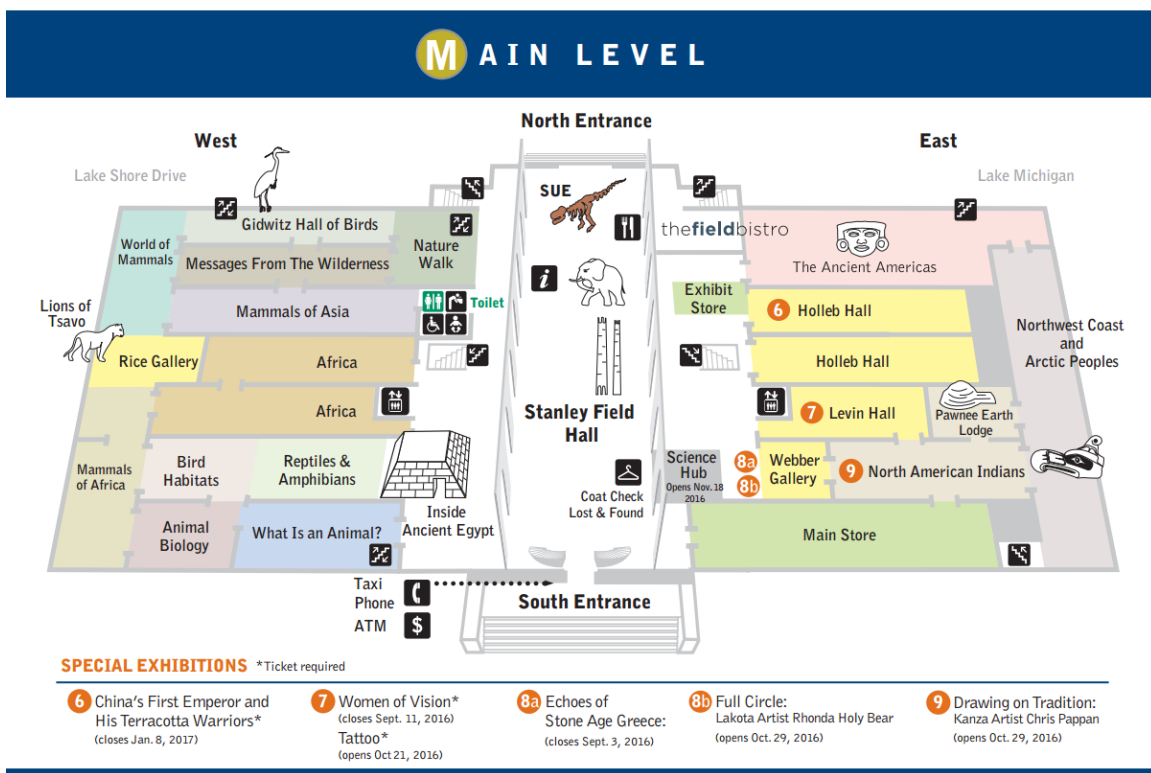 M AIN LEVEL
North Entrance
West
East
Lake Shore Drive
Lake Michigan
SUE
Gidwitz Hall of Birds
thefieldbistro
World of
Mammals
Nature
Walk
Messages From The Wilderness
The Ancient Americas
i
Exhibit
Store
Toilet
Mammals of Asia
6 Holleb Hall
Lions of
Tsavo
Northwest Coast
and
Arctic Peoples
Rice Gallery
Africa
Holleb Hall
Africa
Stanley Field
Hall
7 Levin Hall
Pawnee Earth
Lodge
Mammals
of Africa
Bird
Habitats
Reptiles &
Amphibians
Science
Hub
Opens Nov. 18
2016
8a
8b
Webber
Gallery
9 North American Indians
Coat Check
Lost & Found
Inside
Ancient Egypt
Animal
Biology
What Is an Animal?
Main Store
Taxi
Phone
ATM $
South Entrance
SPECIAL EXHIBITIONS *Ticket required
6 China's First Emperor and
His Terracotta Warriors*
(closes Jan. 8, 2017)
7 Women of Vision*
(closes Sept. 11, 2016)
Tattoo*
(opens Oct 21, 2016)
8a Echoes of
Stone Age Greece:
(closes Sept. 3, 2016)
8b Full Circle:
Lakota Artist Rhonda Holy Bear
(opens Oct. 29, 2016)
9 Drawing on Tradition:
Kanza Artist Chris Pappan
(opens Oct. 29, 2016)